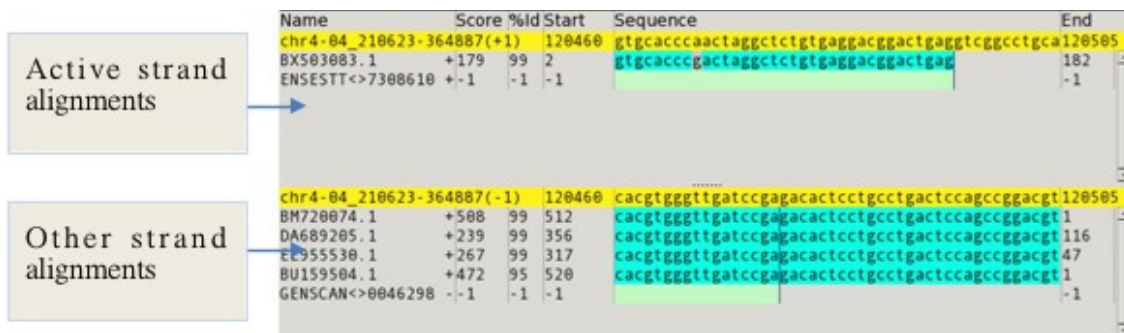 Name Score %Id Start Sequence End
chr4-04_210623-364887(+1) 120460 gtgcacccaactaggctctgtgaggacggactgaggtcggcctgca 120505
BX503083.1 + 179 99 2 gtgcacccgactaggctctgtgaggacggactgag 182
ENSESTT<>7308610 + -1 -1 -1 -1
Active strand
alignments
chr4-04_210623-364887(-1) 120460 cacgtgggttgatccgagacactcctgcctgactccagccggacgt 120505
BM720074.1 + 508 99 512 cacgtgggttgatccgagacactcctgcctgactccagccggacgt 1
DA689205.1 + 239 99 356 cacgtgggttgatccgagacactcctgcctgactccagccggacgt 116
EL955530.1 + 267 99 317 cacgtgggttgatccgagacactcctgcctgactccagccggacgt 47
BU159504.1 + 472 95 520 cacgtgggttgatccgagacactcctgcctgactccagccggacgt 1
GENSCAN<>0046298 - -1 -1 -1 -1
Other strand
alignments